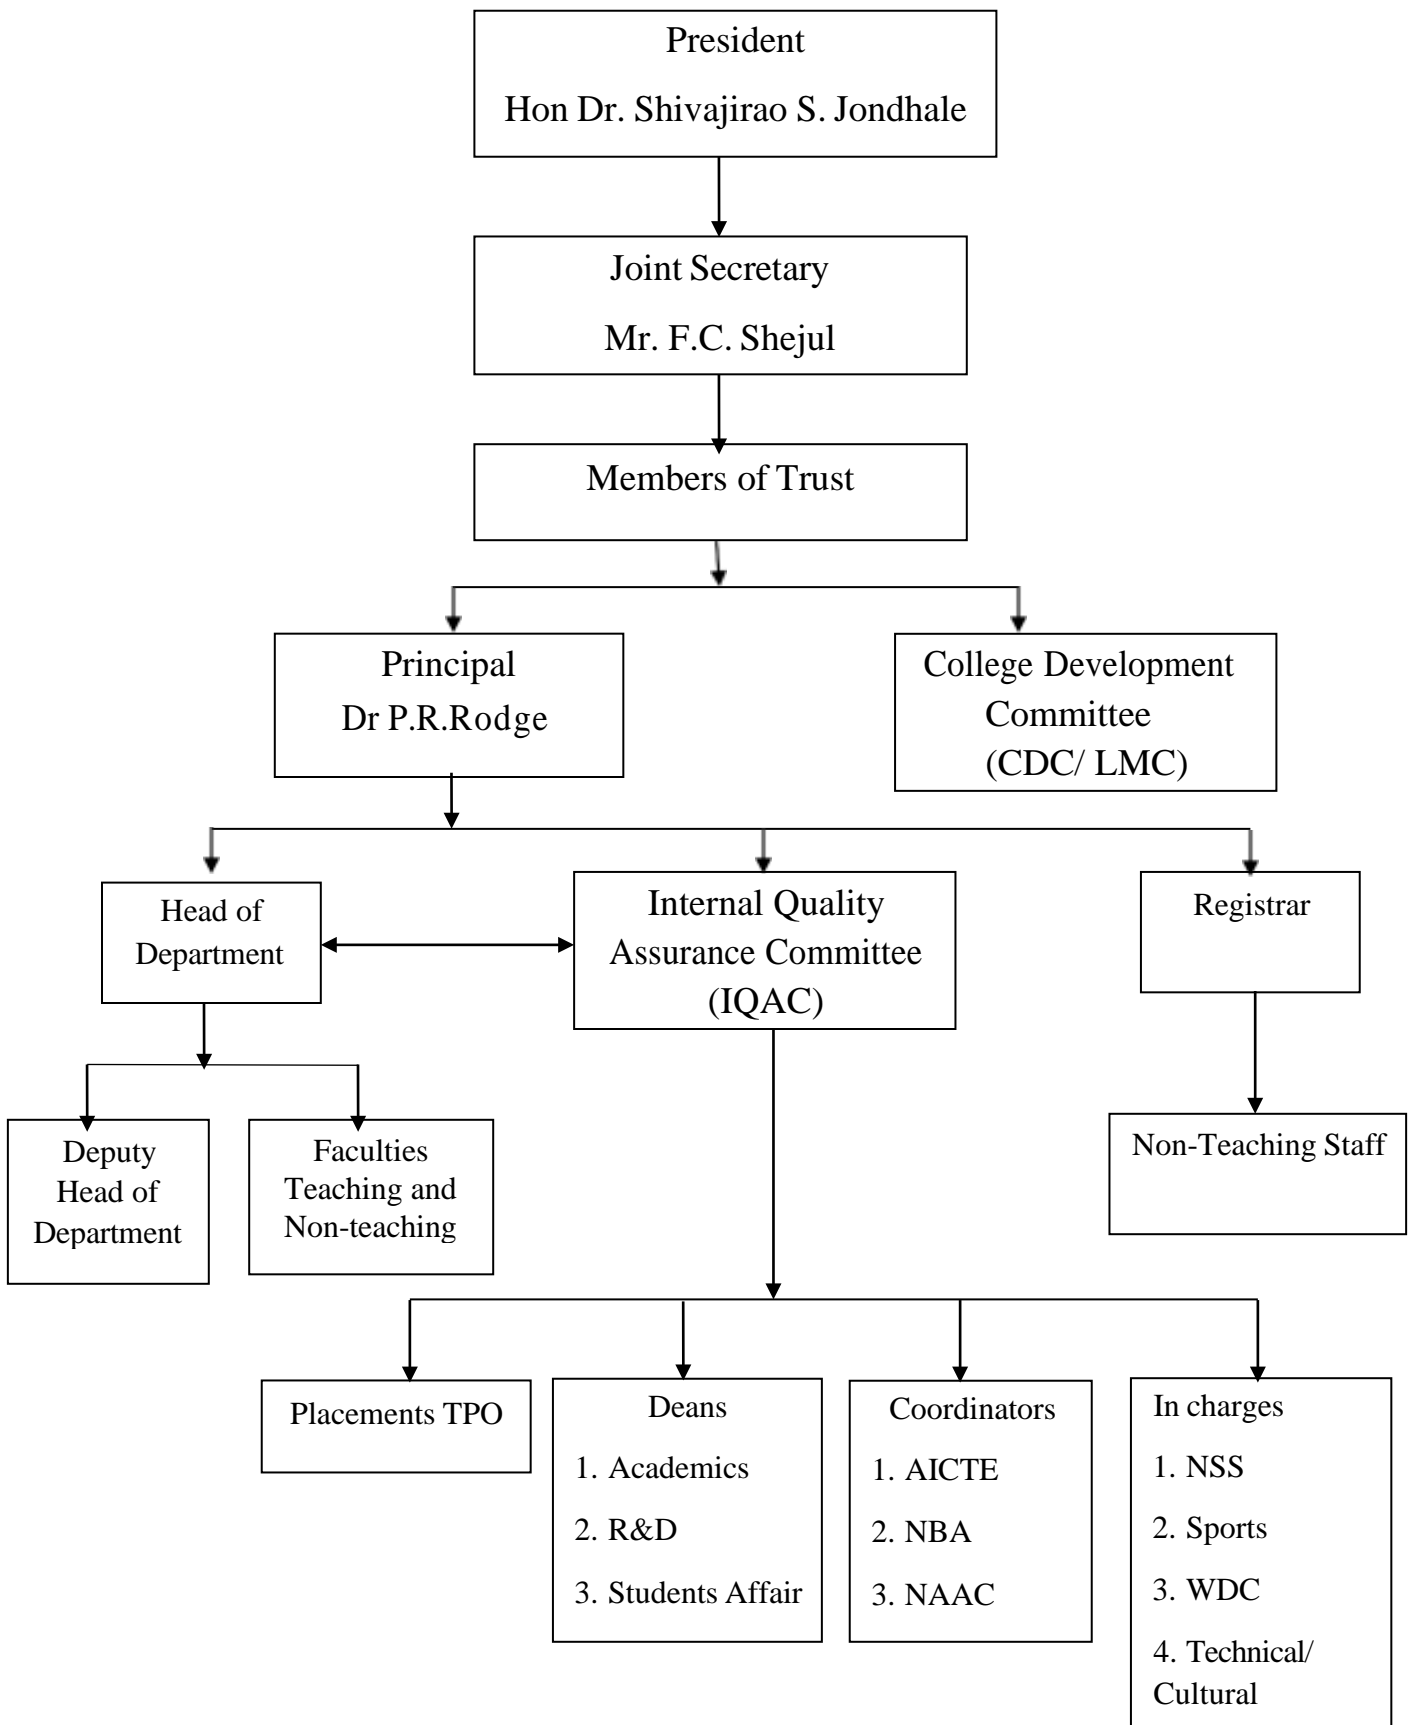 President
Hon Dr. Shivajirao S. Jondhale
Joint Secretary
Mr. F.C. Shejul
Members of Trust
Principal
Dr P.R.Rodge
College Development
Committee
(CDC/ LMC)
Head of
Department
Internal Quality
Assurance Committee
(IQAC)
Registrar
Deputy
Head of
Department
Faculties
Teaching and
Non-teaching
Non-Teaching Staff
Placements TPO
Deans
1. Academics
2. R&D
3. Students Affair
Coordinators
1. AICTE
2. NBA
3. NAAC
In charges
1. NSS
2. Sports
3. WDC
4. Technical/
Cultural